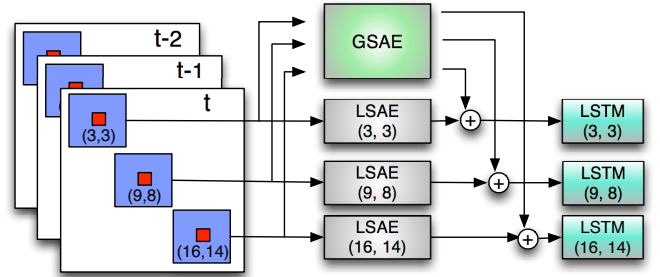 t-2
t-1
t
(3,3)
(9,8)
(16,14)
GSAE
LSAE
(3, 3)
LSAE
(9, 8)
LSAE
(16, 14)
+
+
+
LSTM
(3, 3)
LSTM
(9, 8)
LSTM
(16, 14)